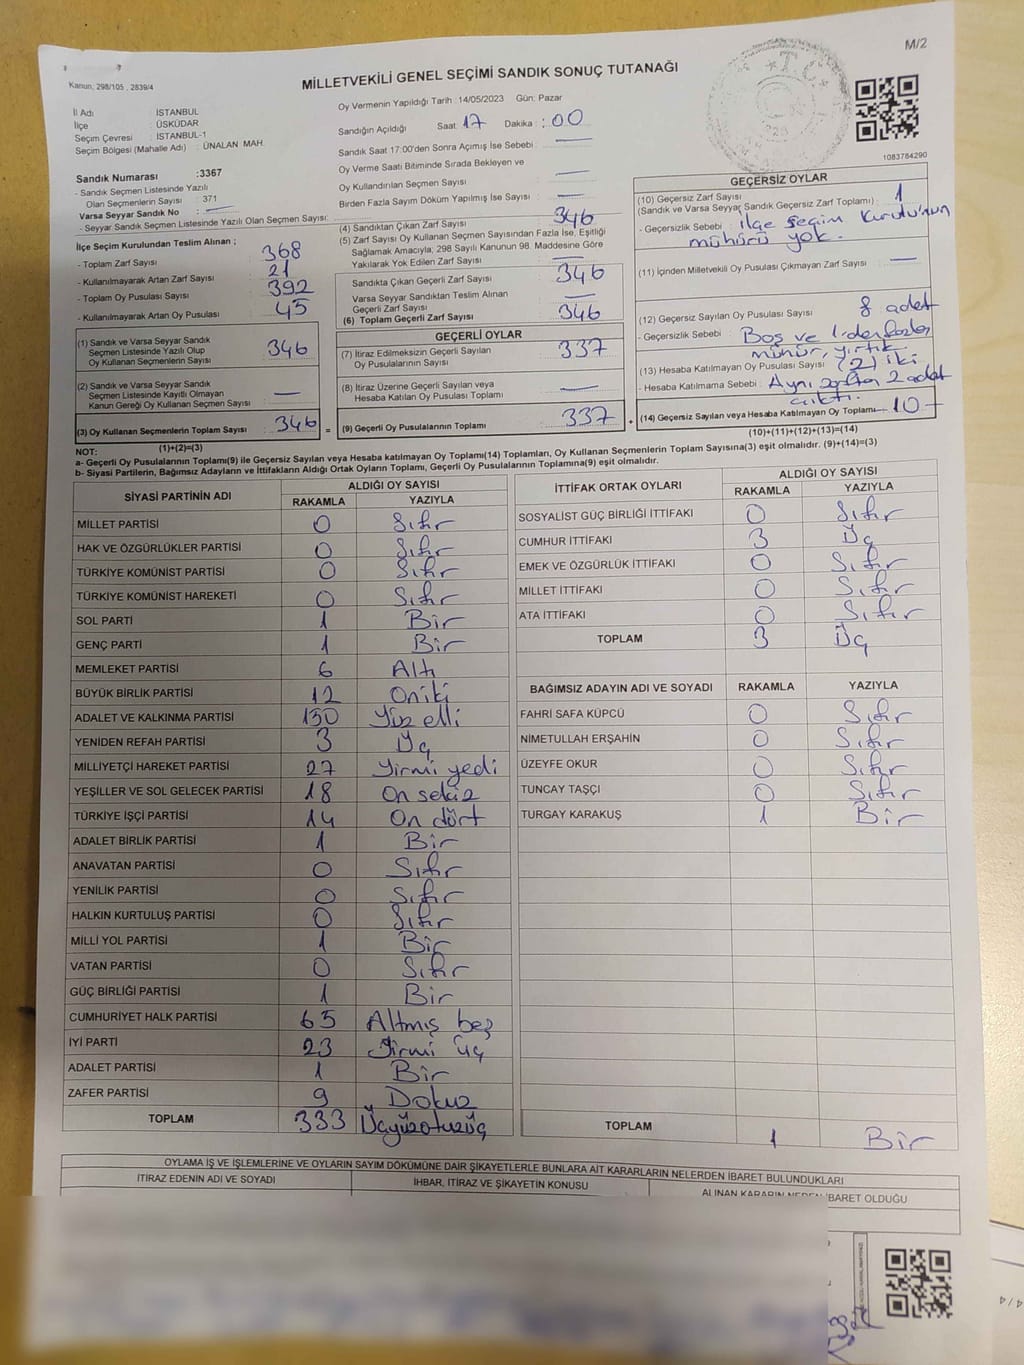 M/2
Kanun; 298/105 , 2839/4
MİLLETVEKİLİ GENEL SEÇİMİ SANDIK SONUÇ TUTANAĞI
İl Adı İSTANBUL
İlçe ÜSKÜDAR
Seçim Çevresi : İSTANBUL-1
Seçim Bölgesi (Mahalle Adı) : ÜNALAN MAH.
Oy Vermenin Yapıldığı Tarih : 14/05/2023 Gün: Pazar
Sandığın Açıldığı Saat: 17 Dakika : 00
Sandık Saat 17:00'den Sonra Açımış İse Sebebi : —
Oy Verme Saati Bitiminde Sırada Bekleyen ve
Oy Kullandırılan Seçmen Sayısı —
Birden Fazla Sayım Döküm Yapılmış İse Sayısı : —
1083784290
Sandık Numarası :3367
- Sandık Seçmen Listesinde Yazılı
Olan Seçmenlerin Sayısı : 371
Varsa Seyyar Sandık No : —
- Seyyar Sandık Seçmen Listesinde Yazılı Olan Seçmen Sayısı:
İlçe Seçim Kurulundan Teslim Alınan ;
- Toplam Zarf Sayısı 368
- Kullanılmayarak Artan Zarf Sayısı 21
- Toplam Oy Pusulası Sayısı 392
- Kullanılmayarak Artan Oy Pusulası 45
(1) Sandık ve Varsa Seyyar Sandık
Seçmen Listesinde Yazılı Olup
Oy Kullanan Seçmenlerin Sayısı 346
(2) Sandık ve Varsa Seyyar Sandık
Seçmen Listesinde Kayıtlı Olmayan
Kanun Gereği Oy Kullanan Seçmen Sayısı —
(3) Oy Kullanan Seçmenlerin Toplam Sayısı 346 =
(1)+(2)=(3)
(4) Sandıktan Çıkan Zarf Sayısı 346
(5) Zarf Sayısı Oy Kullanan Seçmen Sayısından Fazla İse, Eşitliği
Sağlamak Amacıyla; 298 Sayılı Kanunun 98. Maddesine Göre
Yakılarak Yok Edilen Zarf Sayısı —
Sandıkta Çıkan Geçerli Zarf Sayısı 346
Varsa Seyyar Sandıktan Teslim Alınan
Geçerli Zarf Sayısı —
(6) Toplam Geçerli Zarf Sayısı 346
GEÇERLİ OYLAR
(7) İtiraz Edilmeksizin Geçerli Sayılan
Oy Pusulalarının Sayısı 337
(8) İtiraz Üzerine Geçerli Sayılan veya
Hesaba Katılan Oy Pusulası Toplamı —
(9) Geçerli Oy Pusulalarının Toplamı 337 +
GEÇERSİZ OYLAR
(10) Geçersiz Zarf Sayısı 1
(Sandık ve Varsa Seyyar Sandık Geçersiz Zarf Toplamı) :
- Geçersizlik Sebebi : İlçe Seçim Kurulu'nun
mühürü yok.
(11) İçinden Milletvekili Oy Pusulası Çıkmayan Zarf Sayısı —
(12) Geçersiz Sayılan Oy Pusulası Sayısı 8 adet
- Geçersizlik Sebebi : Boş ve 1'den fazla
mühür, yırtık
(13) Hesaba Katılmayan Oy Pusulası Sayısı (2) iki
- Hesaba Katılmama Sebebi : Aynı zarftan 2 adet
çıktı.
(14) Geçersiz Sayılan veya Hesaba Katılmayan Oy Toplamı 10
(10)+(11)+(12)+(13)=(14)
NOT:
a- Geçerli Oy Pusulalarının Toplamı(9) ile Geçersiz Sayılan veya Hesaba katılmayan Oy Toplamı(14) Toplamları, Oy Kullanan Seçmenlerin Toplam Sayısına(3) eşit olmalıdır. (9)+(14)=(3)
b- Siyasi Partilerin, Bağımsız Adayların ve İttifakların Aldığı Ortak Oyların Toplamı, Geçerli Oy Pusulalarının Toplamına(9) eşit olmalıdır.
SİYASİ PARTİNİN ADI ALDIĞI OY SAYISI
RAKAMLA YAZIYLA
MİLLET PARTİSİ 0 Sıfır
HAK VE ÖZGÜRLÜKLER PARTİSİ 0 Sıfır
TÜRKİYE KOMÜNİST PARTİSİ 0 Sıfır
TÜRKİYE KOMÜNİST HAREKETİ 0 Sıfır
SOL PARTİ 1 Bir
GENÇ PARTİ 1 Bir
MEMLEKET PARTİSİ 6 Altı
BÜYÜK BİRLİK PARTİSİ 12 Oniki
ADALET VE KALKINMA PARTİSİ 150 Yüz elli
YENİDEN REFAH PARTİSİ 3 Üç
MİLLİYETÇİ HAREKET PARTİSİ 27 Yirmi yedi
YEŞİLLER VE SOL GELECEK PARTİSİ 18 On sekiz
TÜRKİYE İŞÇİ PARTİSİ 14 On dört
ADALET BİRLİK PARTİSİ 1 Bir
ANAVATAN PARTİSİ 0 Sıfır
YENİLİK PARTİSİ 0 Sıfır
HALKIN KURTULUŞ PARTİSİ 0 Sıfır
MİLLİ YOL PARTİSİ 1 Bir
VATAN PARTİSİ 0 Sıfır
GÜÇ BİRLİĞİ PARTİSİ 1 Bir
CUMHURİYET HALK PARTİSİ 65 Altmış beş
İYİ PARTİ 23 Yirmi üç
ADALET PARTİSİ 1 Bir
ZAFER PARTİSİ 9 Dokuz
TOPLAM 333 Üçyüzotuzüç
İTTİFAK ORTAK OYLARI ALDIĞI OY SAYISI
RAKAMLA YAZIYLA
SOSYALİST GÜÇ BİRLİĞİ İTTİFAKI 0 Sıfır
CUMHUR İTTİFAKI 3 Üç
EMEK VE ÖZGÜRLÜK İTTİFAKI 0 Sıfır
MİLLET İTTİFAKI 0 Sıfır
ATA İTTİFAKI 0 Sıfır
TOPLAM 3 Üç
BAĞIMSIZ ADAYIN ADI VE SOYADI RAKAMLA YAZIYLA
FAHRİ SAFA KÜPCÜ 0 Sıfır
NİMETULLAH ERŞAHİN 0 Sıfır
ÜZEYFE OKUR 0 Sıfır
TUNCAY TAŞÇI 0 Sıfır
TURGAY KARAKUŞ 1 Bir
TOPLAM 1 Bir
OYLAMA İŞ VE İŞLEMLERİNE VE OYLARIN SAYIM DÖKÜMÜNE DAİR ŞİKAYETLERLE BUNLARA AİT KARARLARIN NELERDEN İBARET BULUNDUKLARI
İTİRAZ EDENİN ADI VE SOYADI İHBAR, İTİRAZ VE ŞİKAYETİN KONUSU ALINAN KARARIN NEDEN İBARET OLDUĞU